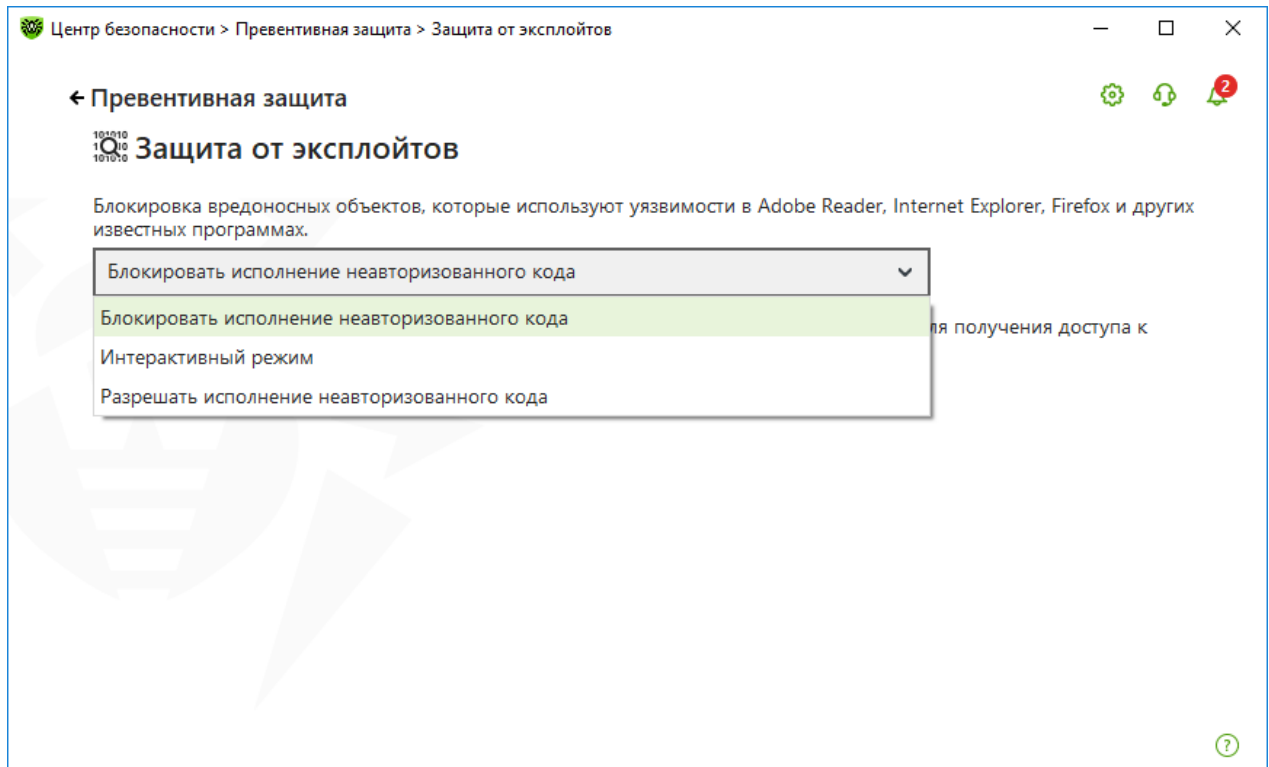 Центр безопасности > Превентивная защита > Защита от эксплойтов
2
Превентивная защита
101010
101010
Защита от эксплойтов
Блокировка вредоносных объектов, которые используют уязвимости в Adobe Reader, Internet Explorer, Firefox и других
известных программах.
Блокировать исполнение неавторизованного кода
Блокировать исполнение неавторизованного кода
получения доступа к
Интерактивный режим
Разрешать исполнение неавторизованного кода
?